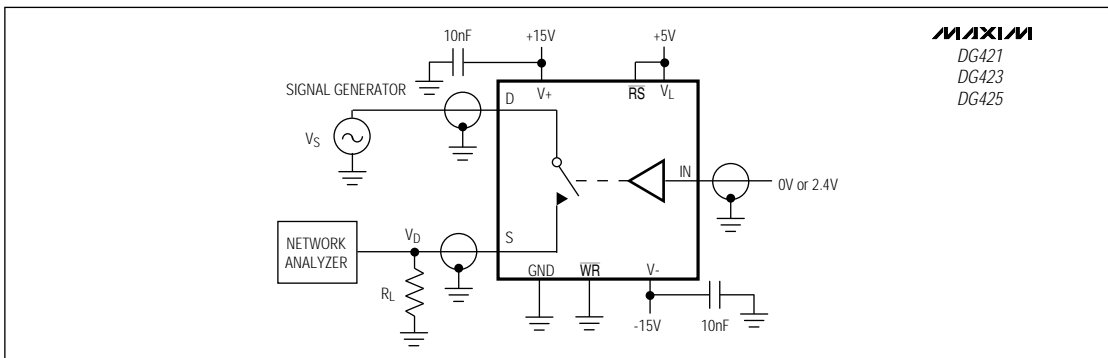 MAXIM
DG421
DG423
DG425
10nF
+15V
+5V
SIGNAL GENERATOR
D
V+
RS
VL
VS
IN
0V or 2.4V
NETWORK
ANALYZER
VD
S
RL
GND
WR
V-
-15V
10nF